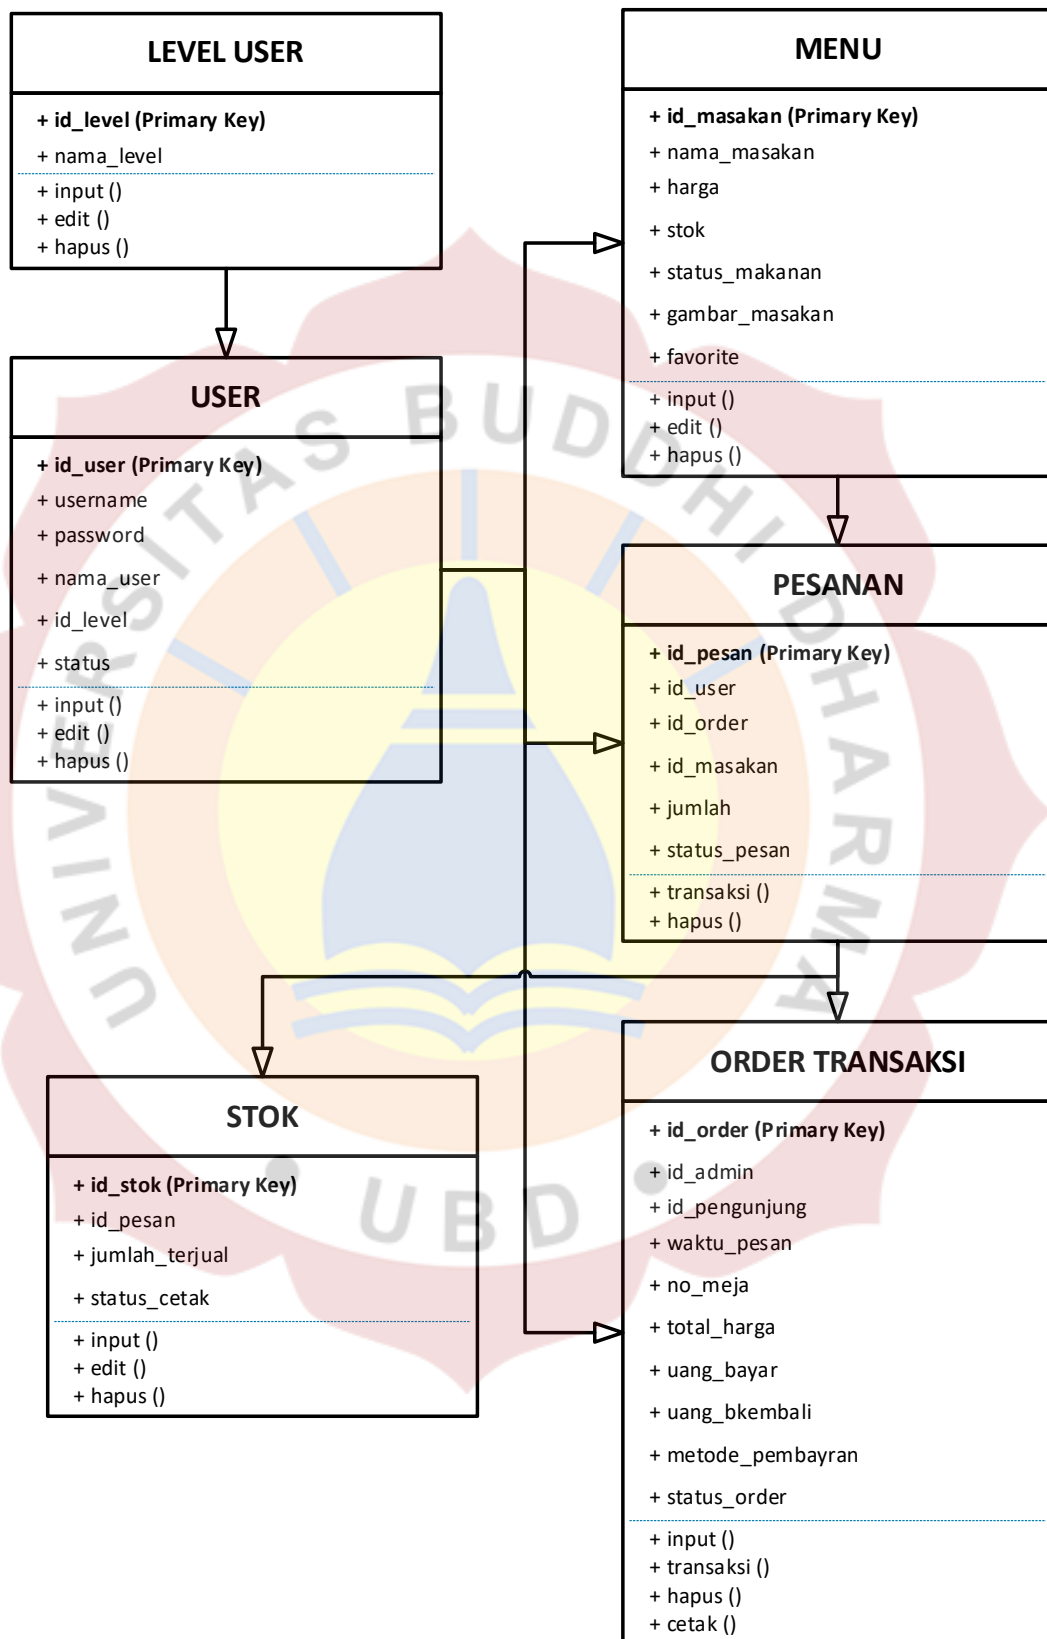 LEVEL USER
+ id_level (Primary Key)
+ nama_level
+ input ()
+ edit ()
+ hapus ()
USER
+ id_user (Primary Key)
+ username
+ password
+ nama_user
+ id_level
+ status
+ input ()
+ edit ()
+ hapus ()
MENU
+ id_masakan (Primary Key)
+ nama_masakan
+ harga
+ stok
+ status_makanan
+ gambar_masakan
+ favorite
+ input ()
+ edit ()
+ hapus ()
PESANAN
+ id_pesan (Primary Key)
+ id_user
+ id_order
+ id_masakan
+ jumlah
+ status_pesan
+ transaksi ()
+ hapus ()
STOK
+ id_stok (Primary Key)
+ id_pesan
+ jumlah_terjual
+ status_cetak
+ input ()
+ edit ()
+ hapus ()
ORDER TRANSAKSI
+ id_order (Primary Key)
+ id_admin
+ id_pengunjung
+ waktu_pesan
+ no_meja
+ total_harga
+ uang_bayar
+ uang_bkembali
+ metode_pembayran
+ status_order
+ input ()
+ transaksi ()
+ hapus ()
+ cetak ()
UNIVERSITAS BUDDHI DHARMA
• UBD •